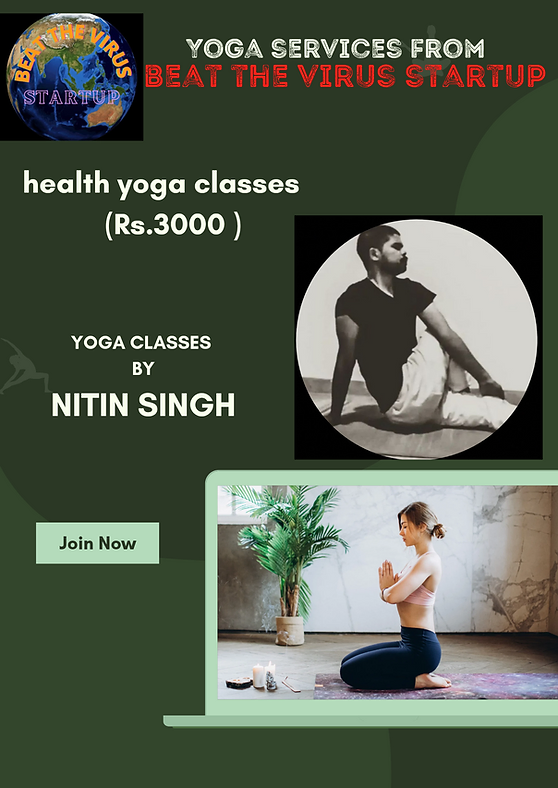 BEAT THE VIRUS
STARTUP
YOGA SERVICES FROM
BEAT THE VIRUS STARTUP
health yoga classes
(Rs.3000 )
YOGA CLASSES
BY
NITIN SINGH
Join Now